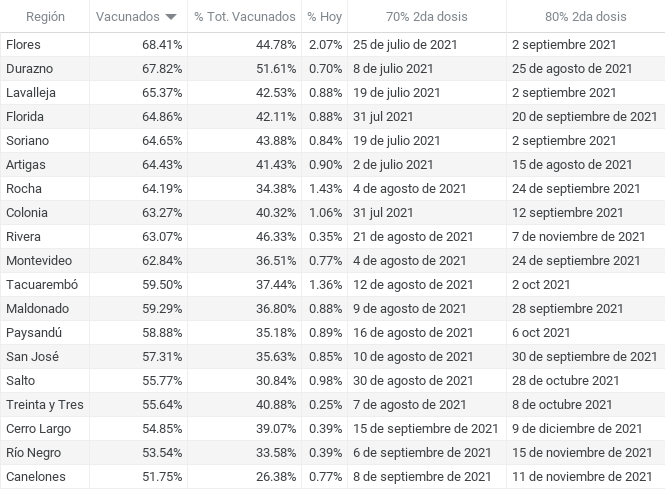 Región Vacunados % Tot. Vacunados % Hoy 70% 2da dosis 80% 2da dosis
Flores 68.41% 44.78% 2.07% 25 de julio de 2021 2 septiembre 2021
Durazno 67.82% 51.61% 0.70% 8 de julio 2021 25 de agosto de 2021
Lavalleja 65.37% 42.53% 0.88% 19 de julio 2021 2 septiembre 2021
Florida 64.86% 42.11% 0.88% 31 jul 2021 20 de septiembre de 2021
Soriano 64.65% 43.88% 0.84% 19 de julio 2021 2 septiembre 2021
Artigas 64.43% 41.43% 0.90% 2 de julio 2021 15 de agosto de 2021
Rocha 64.19% 34.38% 1.43% 4 de agosto de 2021 24 de septiembre 2021
Colonia 63.27% 40.32% 1.06% 31 jul 2021 12 septiembre 2021
Rivera 63.07% 46.33% 0.35% 21 de agosto de 2021 7 de noviembre de 2021
Montevideo 62.84% 36.51% 0.77% 4 de agosto de 2021 24 de septiembre 2021
Tacuarembó 59.50% 37.44% 1.36% 12 de agosto de 2021 2 oct 2021
Maldonado 59.29% 36.80% 0.88% 9 de agosto de 2021 28 septiembre 2021
Paysandú 58.88% 35.18% 0.89% 16 de agosto de 2021 6 oct 2021
San José 57.31% 35.63% 0.85% 10 de agosto de 2021 30 de septiembre de 2021
Salto 55.77% 30.84% 0.98% 30 de agosto de 2021 28 de octubre 2021
Treinta y Tres 55.64% 40.88% 0.25% 7 de agosto de 2021 8 de octubre 2021
Cerro Largo 54.85% 39.07% 0.39% 15 de septiembre de 2021 9 de diciembre de 2021
Río Negro 53.54% 33.58% 0.39% 6 de septiembre de 2021 15 de noviembre de 2021
Canelones 51.75% 26.38% 0.77% 8 de septiembre de 2021 11 de noviembre de 2021